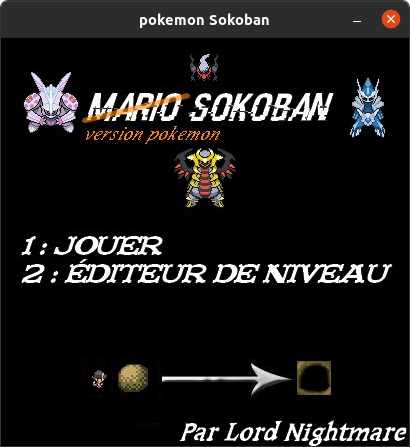 pokemon Sokoban
MARIO SOKOBAN
version pokemon
1 : JOUER
2 : ÉDITEUR DE NIVEAU
Par Lord Nightmare